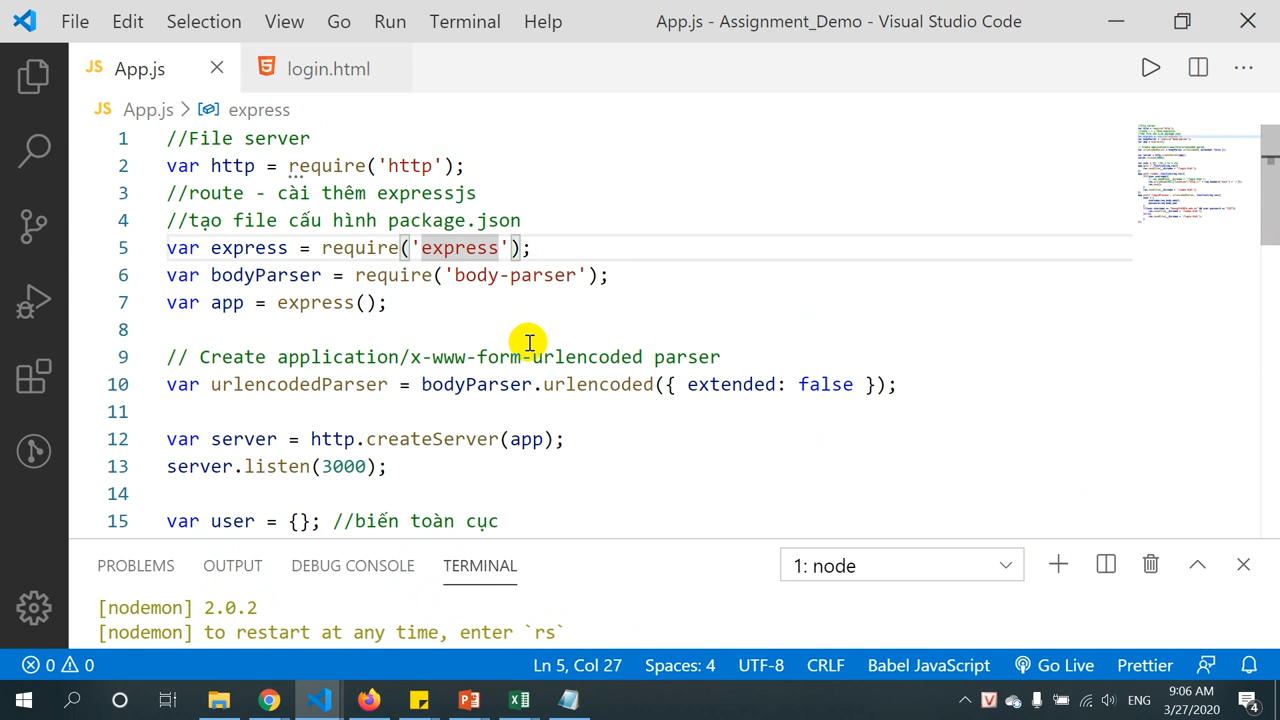 File Edit Selection View Go Run Terminal Help App.js - Assignment_Demo - Visual Studio Code
JS App.js login.html
JS App.js express
1 //File server
2 var http = require('http');
3 //route - cài thêm expressjs
4 //tạo file cấu hình package.json
5 var express = require('express');
6 var bodyParser = require('body-parser');
7 var app = express();
8
9 // Create application/x-www-form-urlencoded parser
10 var urlencodedParser = bodyParser.urlencoded({ extended: false });
11
12 var server = http.createServer(app);
13 server.listen(3000);
14
15 var user = {}; //biến toàn cục
PROBLEMS OUTPUT DEBUG CONSOLE TERMINAL 1: node
[nodemon] 2.0.2
[nodemon] to restart at any time, enter `rs`
0 0 Ln 5, Col 27 Spaces: 4 UTF-8 CRLF Babel JavaScript Go Live Prettier
ENG 9:06 AM
3/27/2020 4